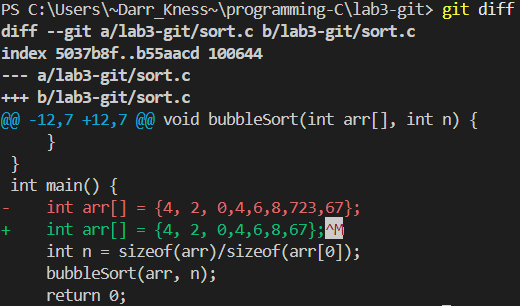 PS C:\Users\~Darr_Kness~\programming-C\lab3-git> git diff
diff --git a/lab3-git/sort.c b/lab3-git/sort.c
index 5037b8f..b55aacd 100644
--- a/lab3-git/sort.c
+++ b/lab3-git/sort.c
@@ -12,7 +12,7 @@ void bubbleSort(int arr[], int n) {
     }
 }
 int main() {
-    int arr[] = {4, 2, 0,4,6,8,723,67};
+    int arr[] = {4, 2, 0,4,6,8,67};^M
     int n = sizeof(arr)/sizeof(arr[0]);
     bubbleSort(arr, n);
     return 0;